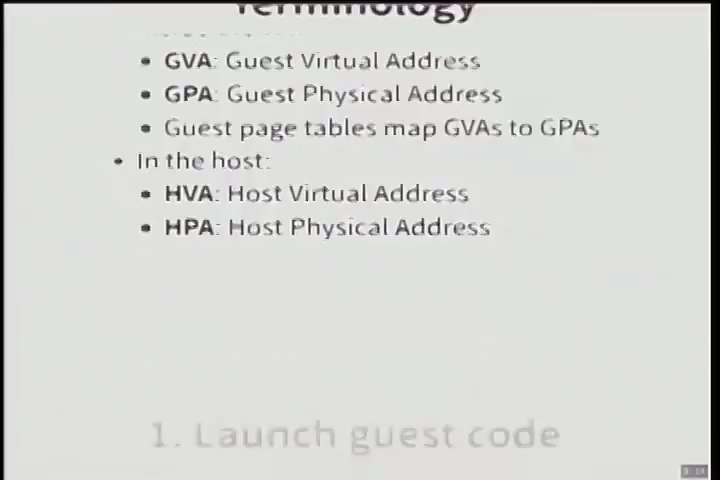 Terminology
• GVA: Guest Virtual Address
• GPA: Guest Physical Address
• Guest page tables map GVAs to GPAs
• In the host:
• HVA: Host Virtual Address
• HPA: Host Physical Address
1. Launch guest code